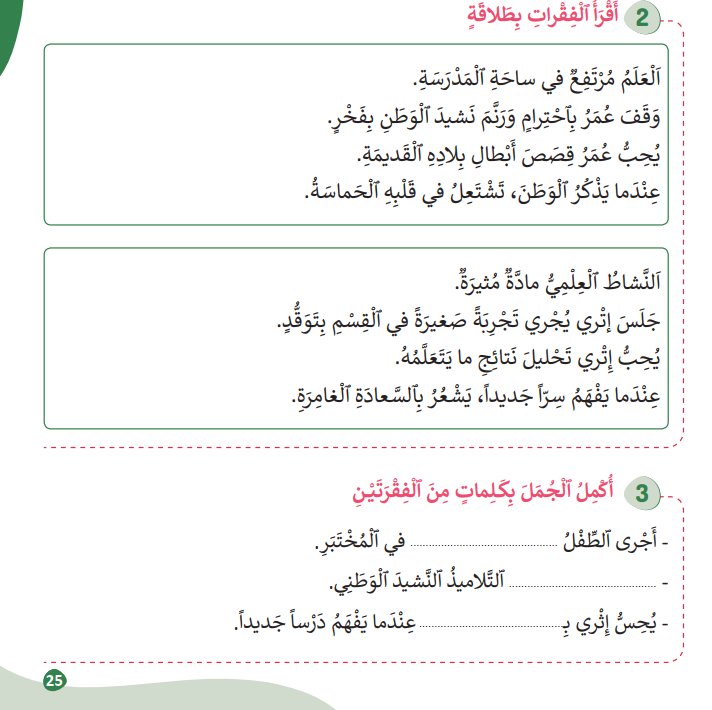 2 أَقْرَأُ ٱلْفِقْراتِ بِطَلاقَةٍ
اَلْعَلَمُ مُرْتَفِعٌ في ساحَةِ ٱلْمَدْرَسَةِ.
وَقَفَ عُمَرُ بِٱحْتِرامٍ وَرَنَّمَ نَشيدَ ٱلْوَطَنِ بِفَخْرٍ.
يُحِبُّ عُمَرُ قِصَصَ أَبْطالِ بِلادِهِ ٱلْقَديمَةِ.
عِنْدَما يَذْكُرُ ٱلْوَطَنَ، تَشْتَعِلُ في قَلْبِهِ ٱلْحَماسَةُ.
اَلنَّشاطُ ٱلْعِلْمِيُّ مادَّةٌ مُثيرَةٌ.
جَلَسَ إثْري يُجْري تَجْرِبَةً صَغيرَةً في ٱلْقِسْمِ بِتَوَقُّدٍ.
يُحِبُّ إِثْري تَحْليلَ نَتائِجِ ما يَتَعَلَّمُهُ.
عِنْدَما يَفْهَمُ سِرّاً جَديداً، يَشْعُرُ بِٱلسَّعادَةِ ٱلْغامِرَةِ.
3 أُكْمِلُ ٱلْجُمَلَ بِكَلِماتٍ مِنَ ٱلْفِقْرَتَيْنِ
- أَجْرى ٱلطِّفْلُ .................... في ٱلْمُخْتَبَرِ.
- .................... ٱلتَّلاميذُ ٱلنَّشيدَ ٱلْوَطَنِي.
- يُحِسُّ إِثْري بِـ.................... عِنْدَما يَفْهَمُ دَرْساً جَديداً.
25